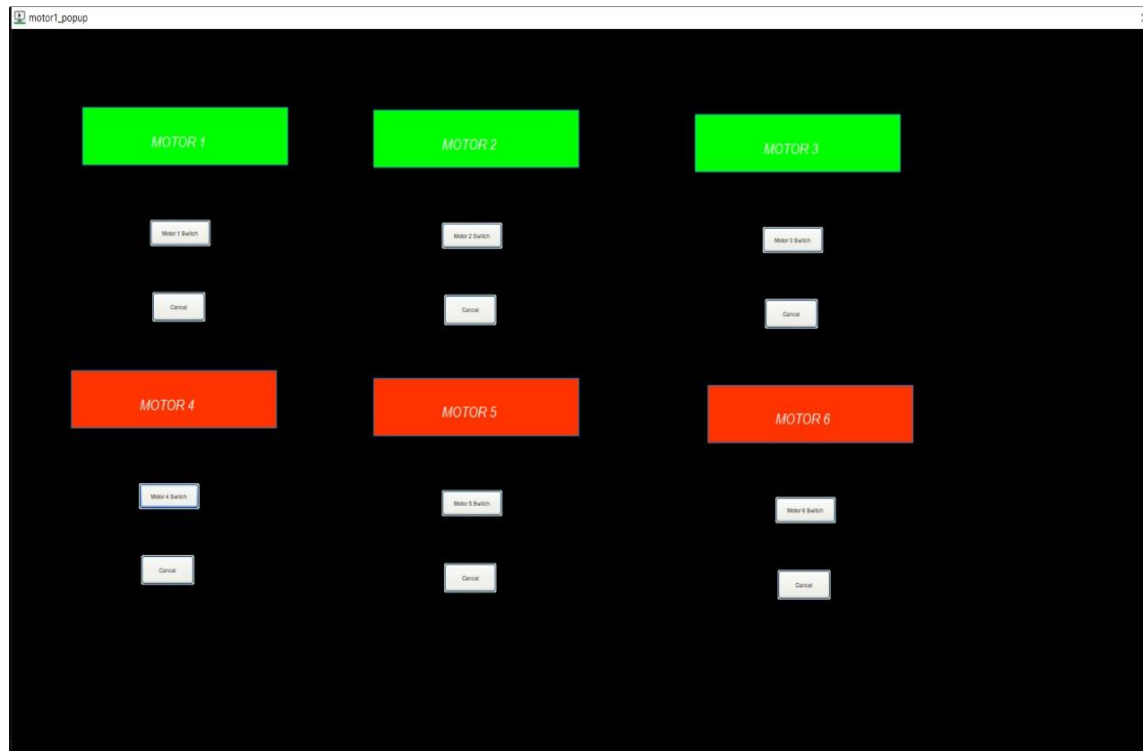 motor1_popup
MOTOR 1
MOTOR 2
MOTOR 3
Motor 1 Switch
Motor 2 Switch
Motor 3 Switch
Cancel
Cancel
Cancel
MOTOR 4
MOTOR 5
MOTOR 6
Motor 4 Switch
Motor 5 Switch
Motor 6 Switch
Cancel
Cancel
Cancel